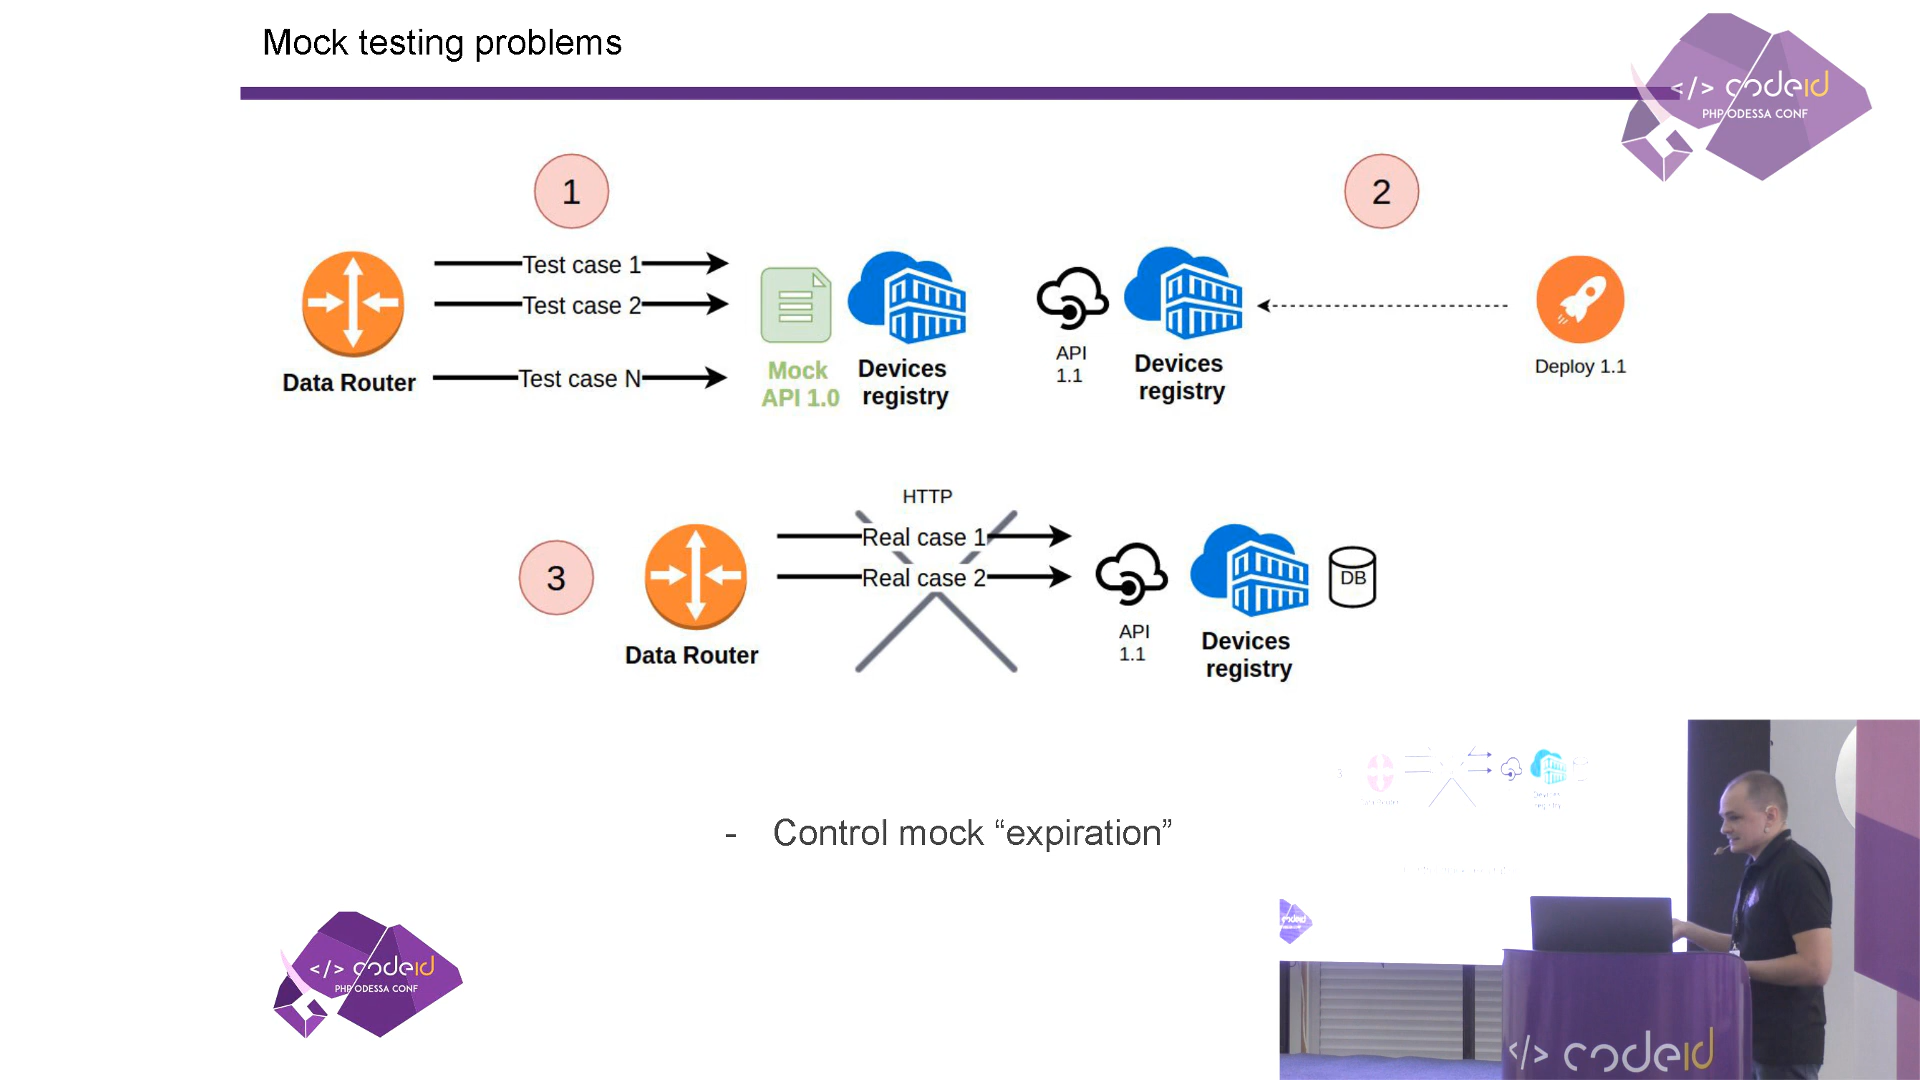 Mock testing problems
</> codeid
PHP ODESSA CONF
1
2
Test case 1
Test case 2
Test case N
Data Router
Mock
API 1.0
Devices
registry
API
1.1
Devices
registry
Deploy 1.1
3
HTTP
Real case 1
Real case 2
Data Router
API
1.1
Devices
registry
DB
- Control mock “expiration”
</> codeid
PHP ODESSA CONF
3
codeid
</> codeid